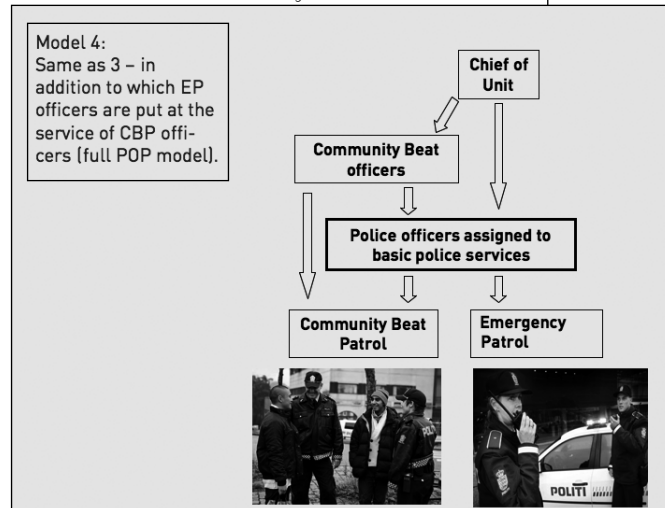 Model 4:
Same as 3 – in
addition to which EP
officers are put at the
service of CBP offi-
cers (full POP model).
Chief of
Unit
Community Beat
officers
Police officers assigned to
basic police services
Community Beat
Patrol
Emergency
Patrol
POLITI